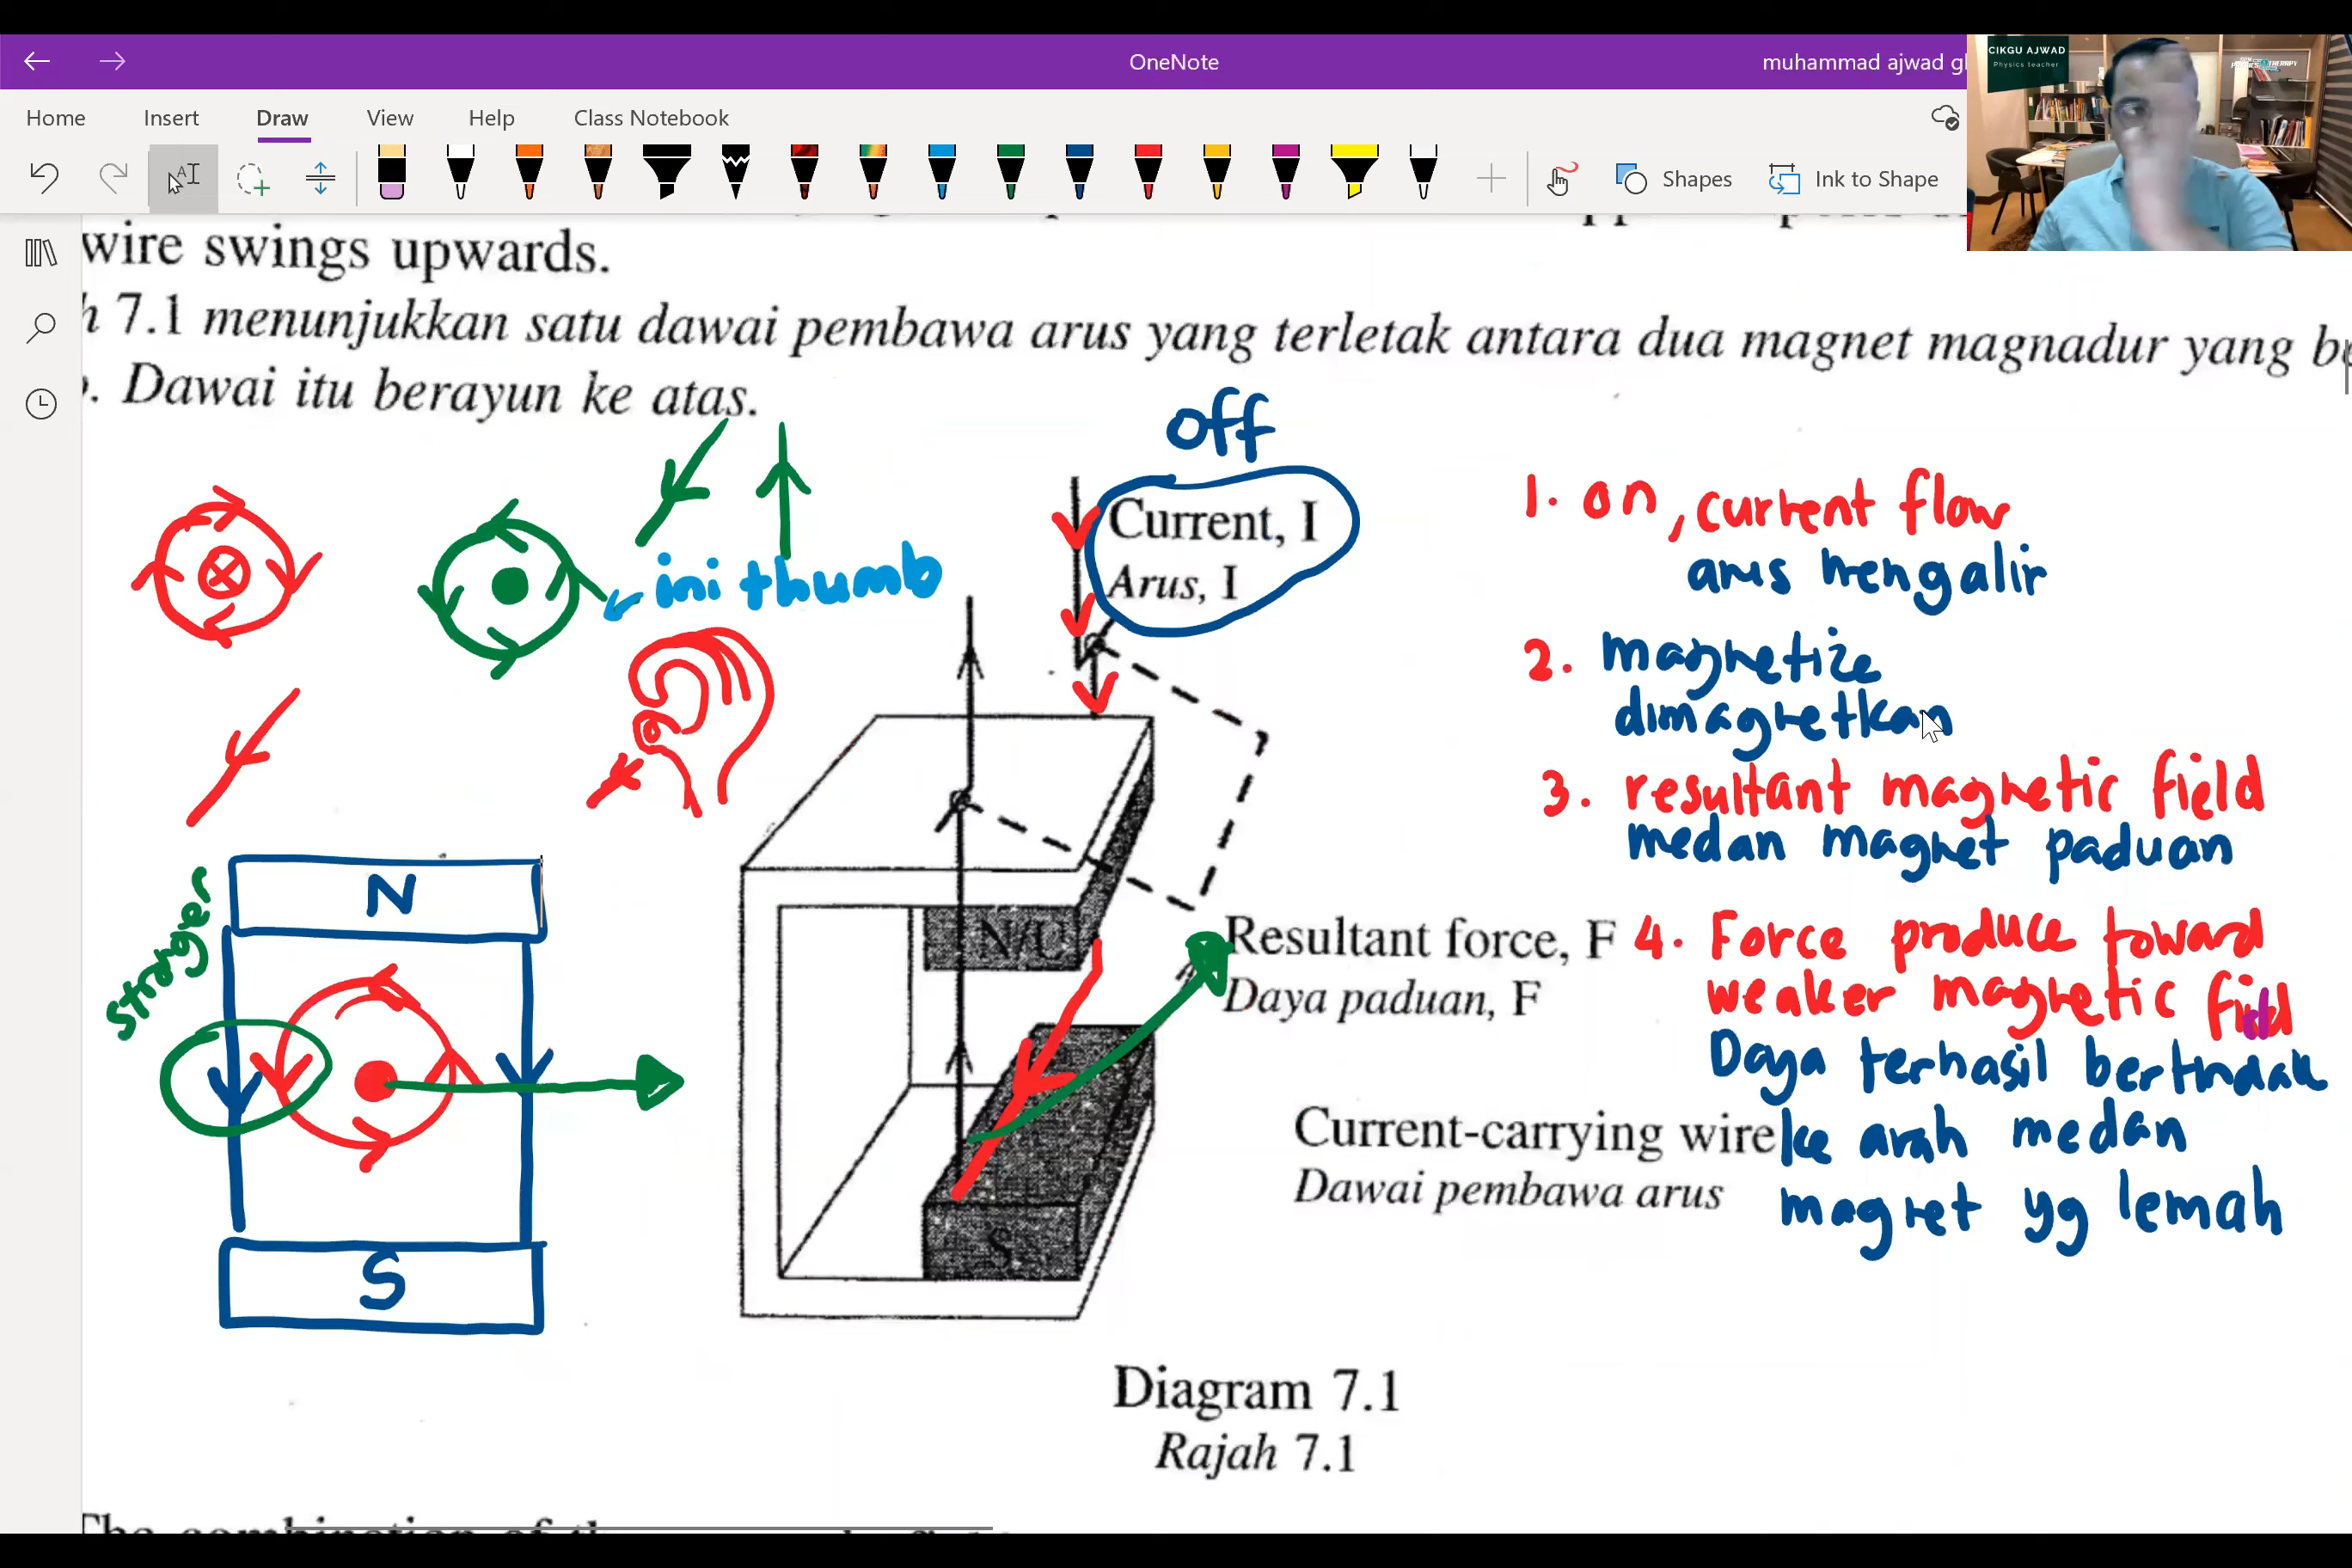 OneNote
muhammad ajwad gh
CIKGU AJWAD
Physics teacher
Home Insert Draw View Help Class Notebook
Shapes Ink to Shape
wire swings upwards.
h 7.1 menunjukkan satu dawai pembawa arus yang terletak antara dua magnet magnadur yang be
. Dawai itu berayun ke atas.
off
Current, I
Arus, I
ini thumb
1. on, current flow
arus mengalir
2. magnetize
dimagnetkan
3. resultant magnetic field
medan magnet paduan
4. Force produce toward
weaker magnetic field
Daya terhasil bertindak
ke arah medan
magnet yg lemah
stronger
N
S
N/U
S
Resultant force, F
Daya paduan, F
Current-carrying wire
Dawai pembawa arus
Diagram 7.1
Rajah 7.1